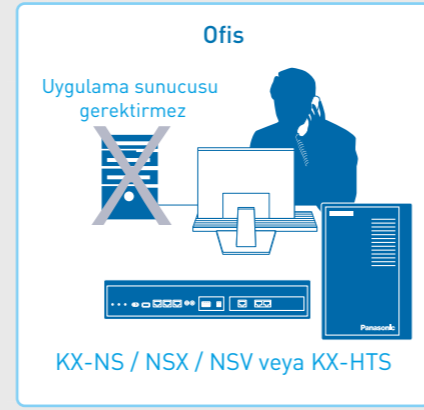 Ofis
Uygulama sunucusu
gerektirmez
Panasonic
KX-NS / NSX / NSV veya KX-HTS